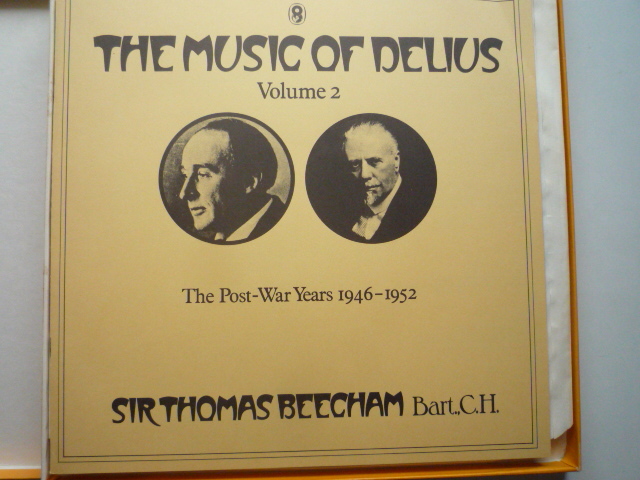 THE MUSIC OF DELIUS
Volume 2
The Post-War Years 1946-1952
SIR THOMAS BEECHAM Bart., C.H.